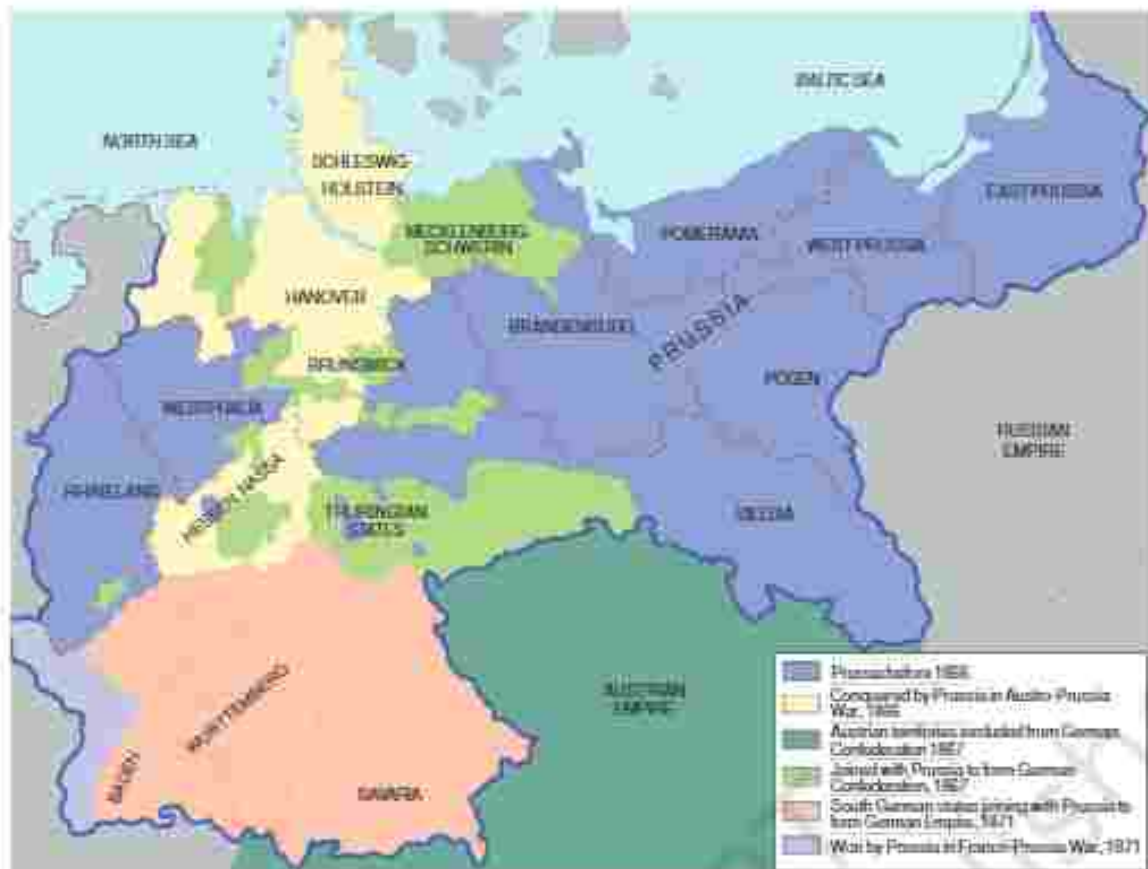 BALTIC SEA
NORTH SEA
SCHLESWIG-
HOLSTEIN
EAST PRUSSIA
MECKLENBURG-
SCHWERIN
POMERANIA
WEST PRUSSIA
HANOVER
BRANDENBURG
PRUSSIA
BRUNSWICK
POSEN
WESTPHALIA
RUSSIAN
EMPIRE
RHINELAND
HESSEN NASSAU
THURINGIAN
STATES
SILESIA
AUSTRIAN
EMPIRE
WURTTEMBERG
BADEN
BAVARIA
Prussia before 1866
Conquered by Prussia in Austro-Prussia
War, 1866
Austrian territories excluded from German
Confederation 1867
Joined with Prussia to form German
Confederation, 1867
South German states joining with Prussia to
form German Empire, 1871
Won by Prussia in Franco-Prussia War, 1871